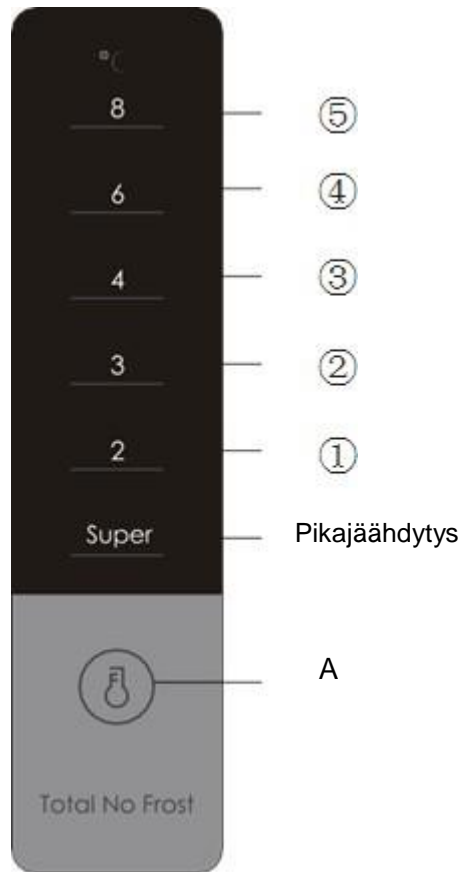 °C
8 ⑤
6 ④
4 ③
3 ②
2 ①
Super Pikajäähdytys
A
Total No Frost